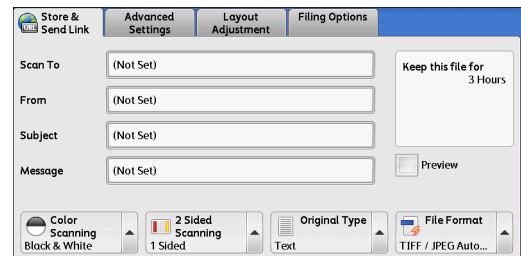 Store &
Send Link
Advanced
Settings
Layout
Adjustment
Filing Options
Scan To
(Not Set)
Keep this file for
3 Hours
From
(Not Set)
Subject
(Not Set)
Message
(Not Set)
Preview
Color
Scanning
Black & White
2 Sided
Scanning
1 Sided
Original Type
Text
File Format
TIFF / JPEG Auto...